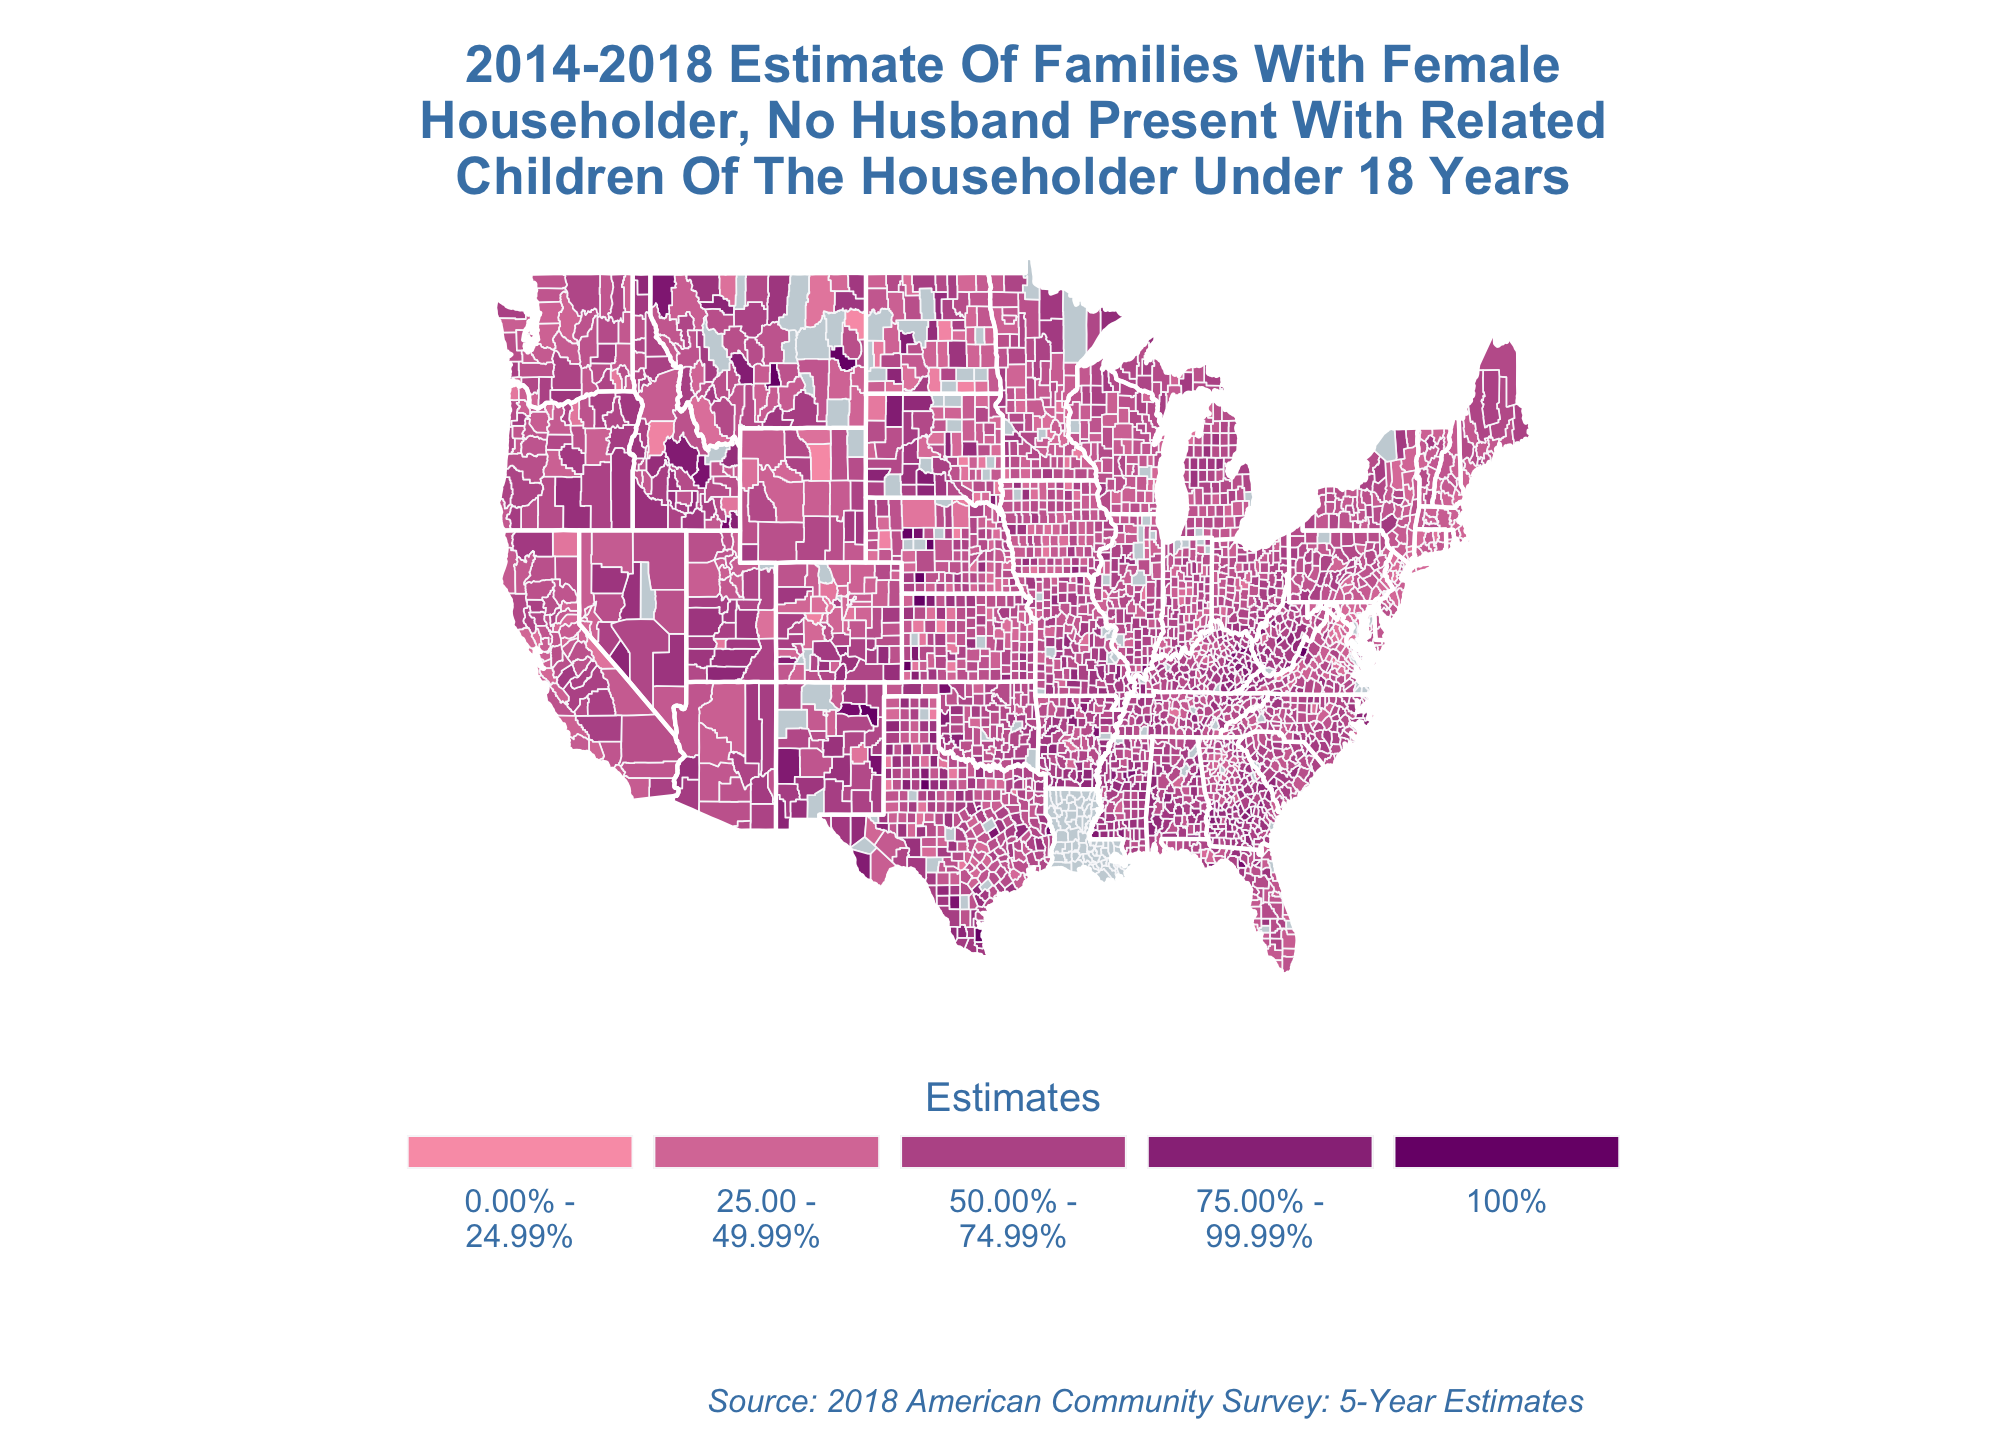 2014-2018 Estimate Of Families With Female
Householder, No Husband Present With Related
Children Of The Householder Under 18 Years
Estimates
0.00% -
24.99%
25.00 -
49.99%
50.00% -
74.99%
75.00% -
99.99%
100%
Source: 2018 American Community Survey: 5-Year Estimates